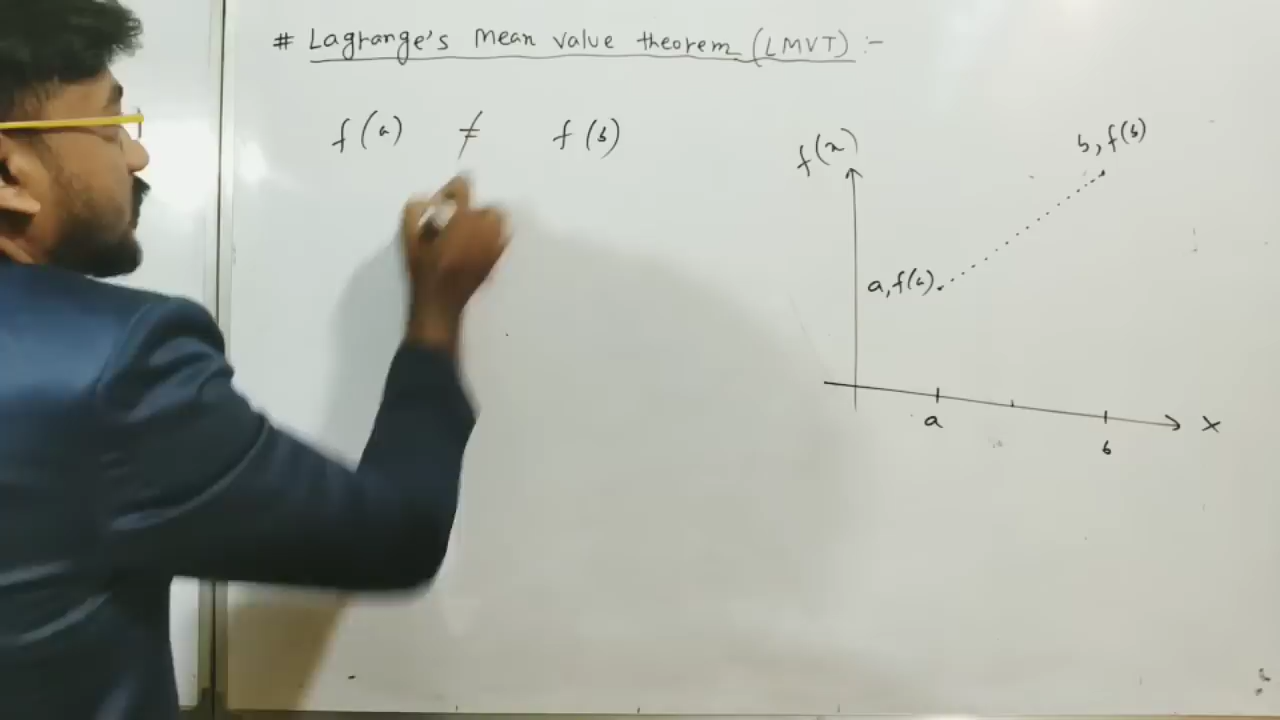 # Lagrange's Mean value theorem (LMVT) :-
f(a) ≠ f(b)
f(x)
b, f(b)
a, f(a)
a
b
x